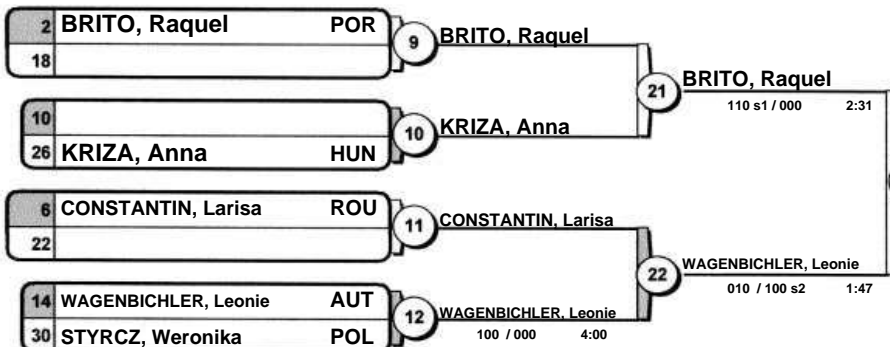 2 BRITO, Raquel POR
18
9
BRITO, Raquel
10
26 KRIZA, Anna HUN
10
KRIZA, Anna
21
BRITO, Raquel
110 s1 / 000 2:31
6 CONSTANTIN, Larisa ROU
22
11
CONSTANTIN, Larisa
14 WAGENBICHLER, Leonie AUT
30 STYRCZ, Weronika POL
12
WAGENBICHLER, Leonie
100 / 000 4:00
22
WAGENBICHLER, Leonie
010 / 100 s2 1:47